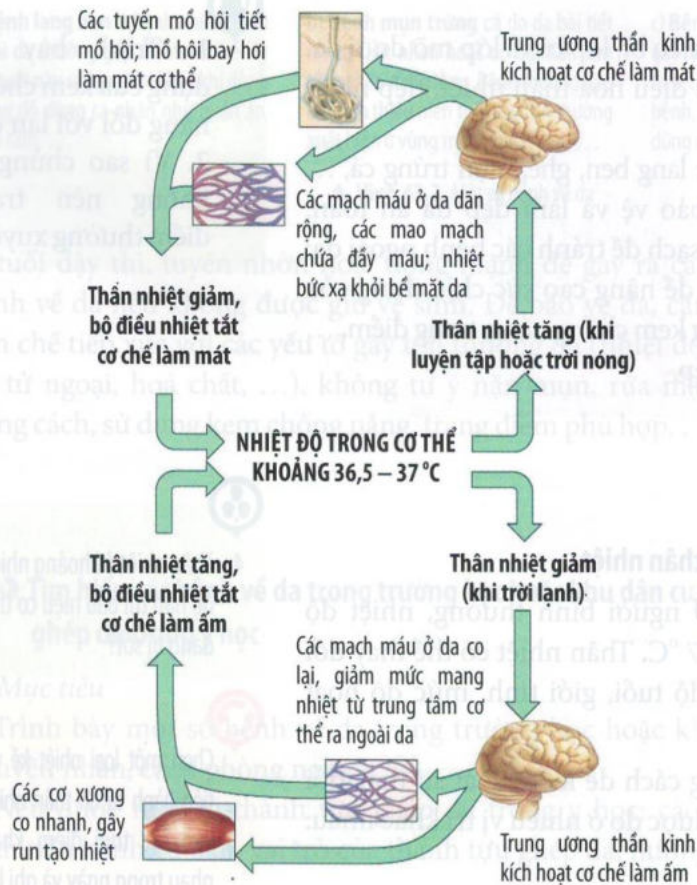 Các tuyến mồ hôi tiết
mồ hôi; mồ hôi bay hơi
làm mát cơ thể
Trung ương thần kinh
kích hoạt cơ chế làm mát
Các mạch máu ở da dãn
rộng, các mao mạch
chứa đầy máu; nhiệt
bức xạ khỏi bề mặt da
Thân nhiệt giảm,
bộ điều nhiệt tắt
cơ chế làm mát
Thân nhiệt tăng (khi
luyện tập hoặc trời nóng)
NHIỆT ĐỘ TRONG CƠ THỂ
KHOẢNG 36,5 – 37 °C
Thân nhiệt tăng,
bộ điều nhiệt tắt
cơ chế làm ấm
Thân nhiệt giảm
(khi trời lạnh)
Các mạch máu ở da co
lại, giảm mức mang
nhiệt từ trung tâm cơ
thể ra ngoài da
Các cơ xương
co nhanh, gây
run tạo nhiệt
Trung ương thần kinh
kích hoạt cơ chế làm ấm